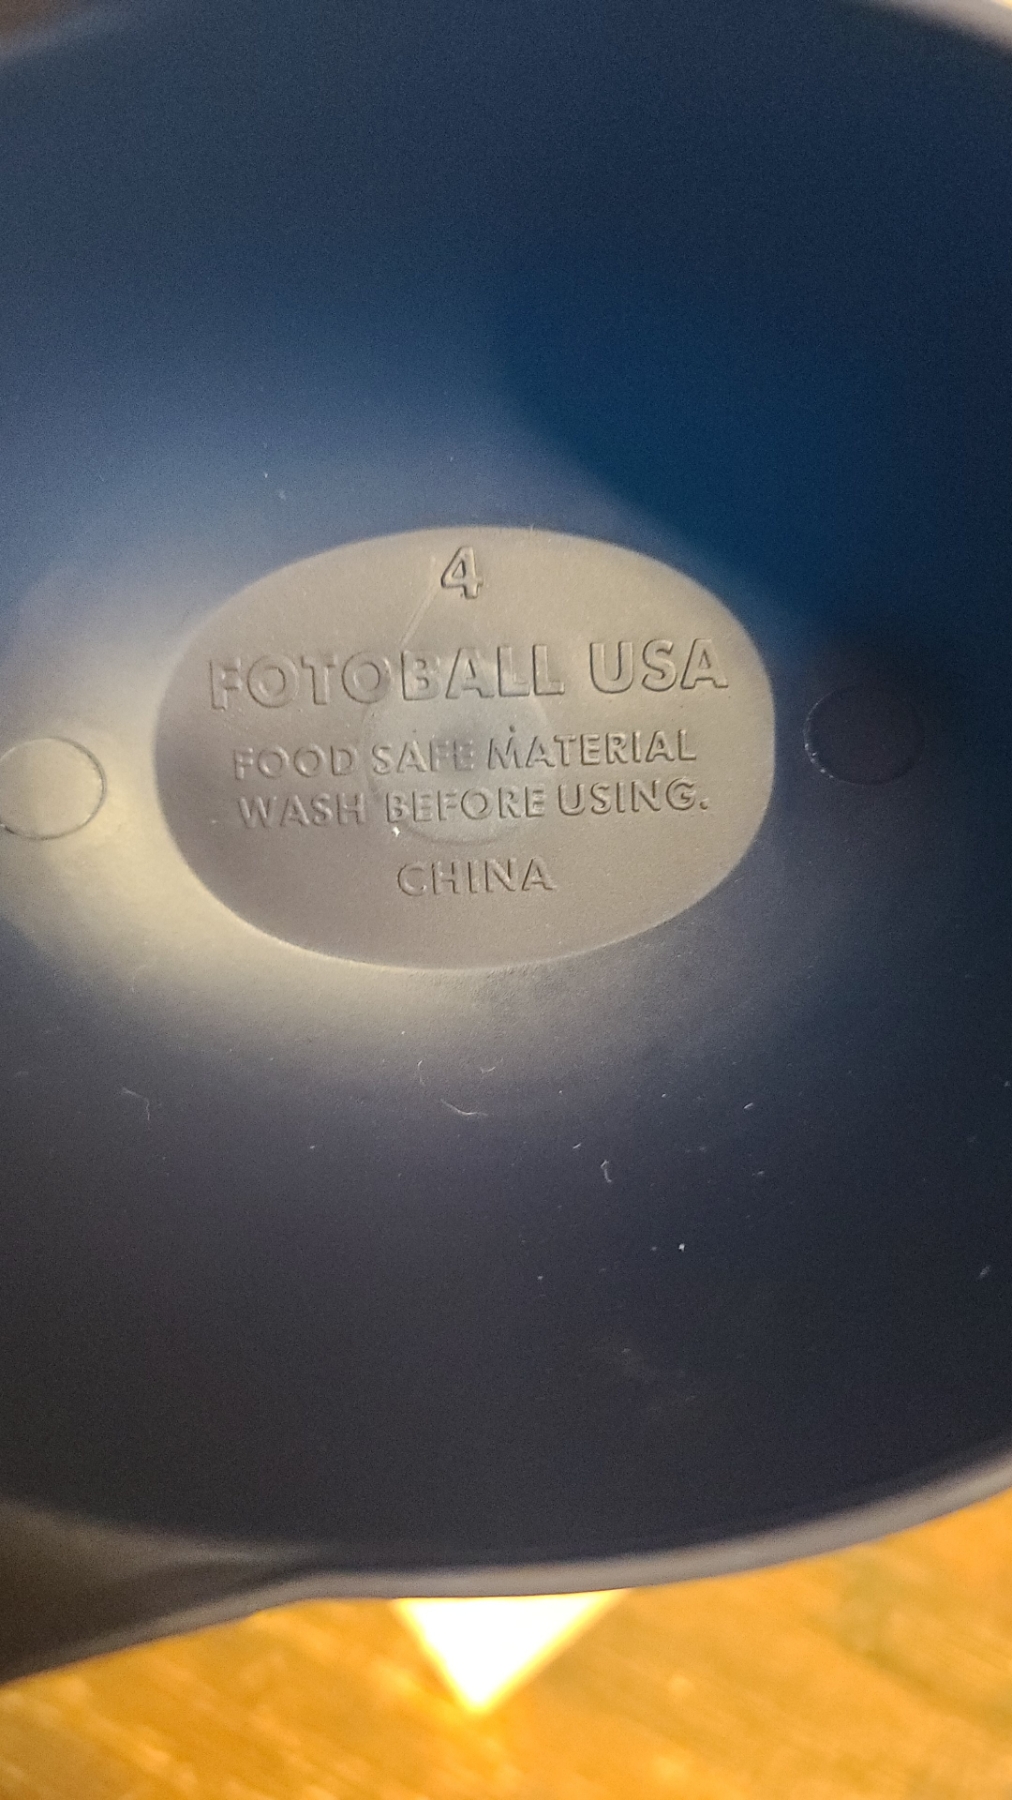 4
FOTOBALL USA
FOOD SAFE MATERIAL
WASH BEFORE USING.
CHINA